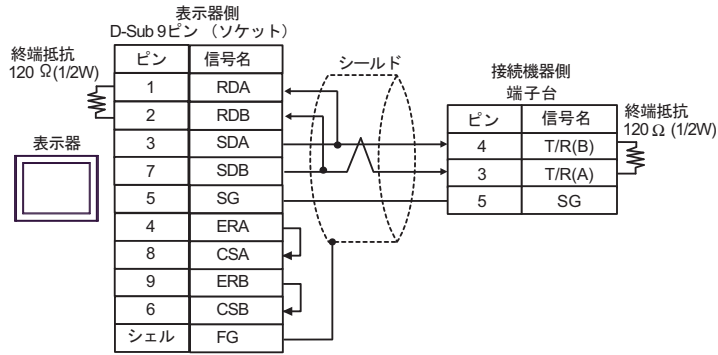 表示器側
D-Sub 9ピン （ソケット）
終端抵抗
120 Ω(1/2W)
表示器
ピン 信号名
1 RDA
2 RDB
3 SDA
7 SDB
5 SG
4 ERA
8 CSA
9 ERB
6 CSB
シェル FG
シールド
接続機器側
端子台
ピン 信号名
4 T/R(B)
3 T/R(A)
5 SG
終端抵抗
120 Ω (1/2W)